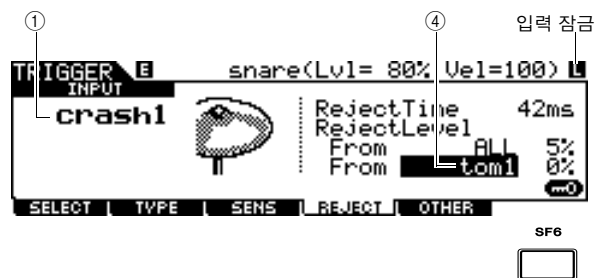 ① ④ 입력 잠금
TRIGGER E snare(Lvl= 80% Vel=100) L
INPUT
crash1
RejectTime 42ms
RejectLevel
From ALL 5%
From tom1 0%
SELECT TYPE SENS REJECT OTHER
SF6